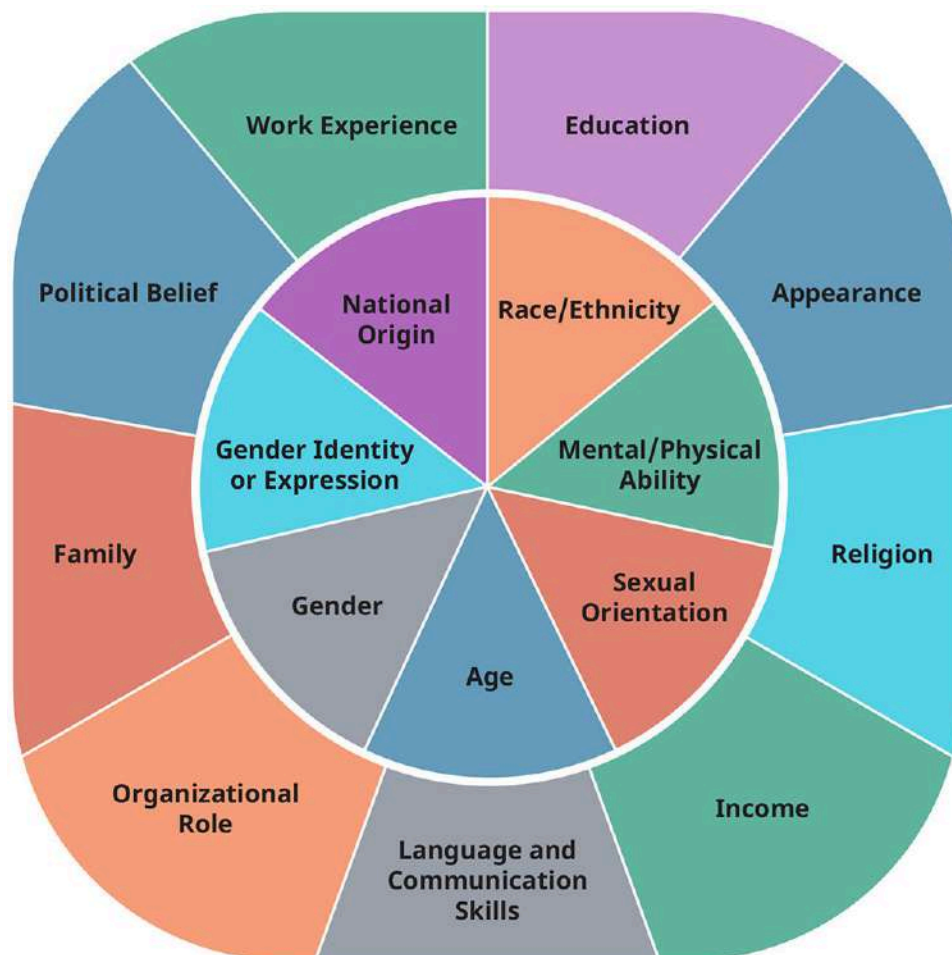 Work Experience
Education
Political Belief
Appearance
National
Origin
Race/Ethnicity
Gender Identity
or Expression
Mental/Physical
Ability
Family
Religion
Gender
Sexual
Orientation
Age
Organizational
Role
Income
Language and
Communication
Skills